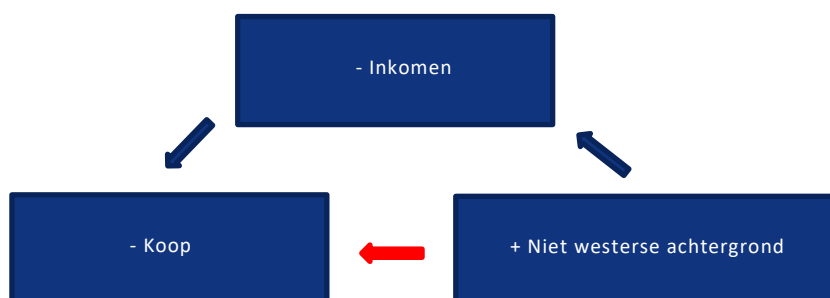 - Inkomen
- Koop
+ Niet westerse achtergrond